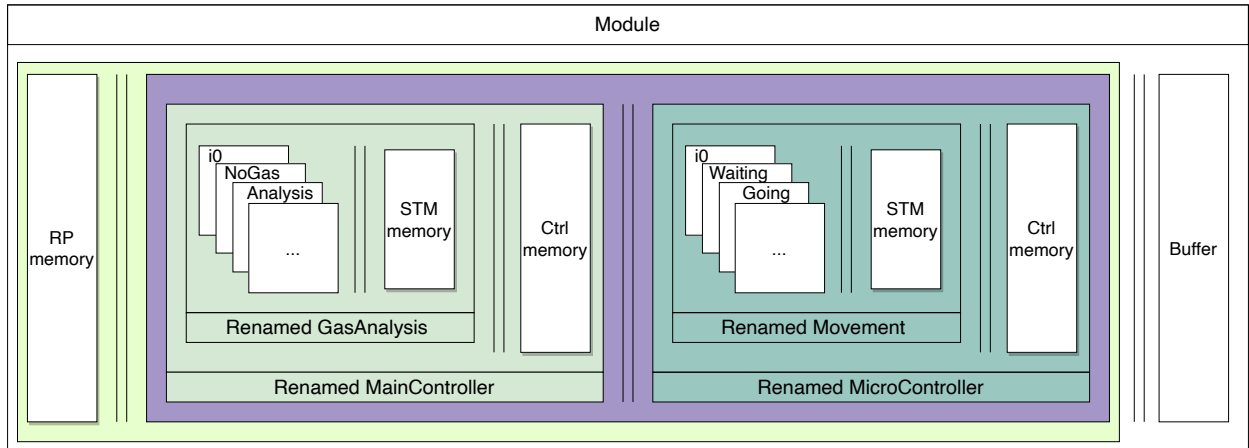 Module
RP
memory
i0
NoGas
Analysis
...
STM
memory
Ctrl
memory
Renamed GasAnalysis
Renamed MainController
i0
Waiting
Going
...
STM
memory
Ctrl
memory
Renamed Movement
Renamed MicroController
Buffer